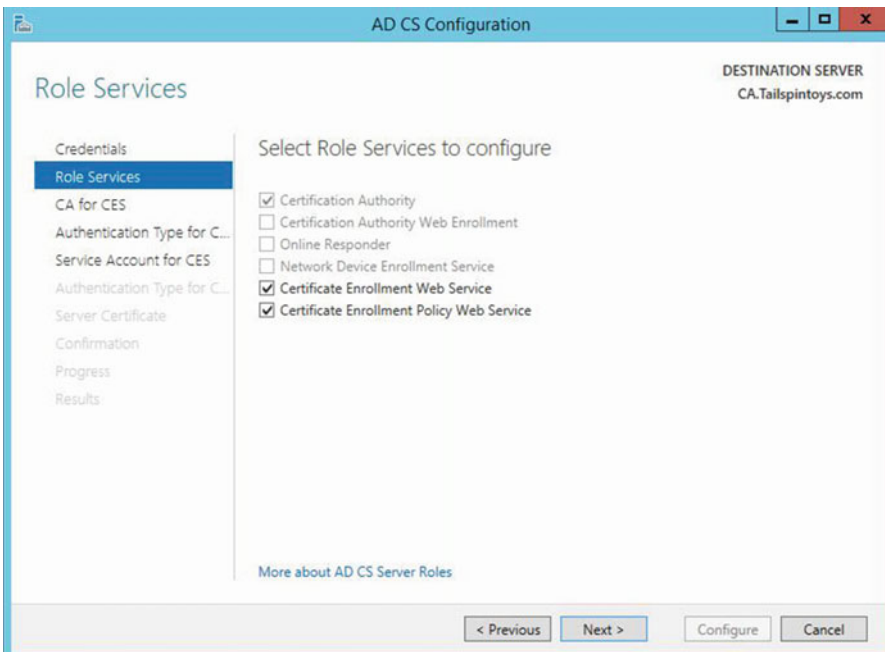 AD CS Configuration
Role Services
DESTINATION SERVER
CA.Tailspintoys.com
Credentials
Role Services
CA for CES
Authentication Type for C...
Service Account for CES
Authentication Type for C...
Server Certificate
Confirmation
Progress
Results
Select Role Services to configure
Certification Authority
Certification Authority Web Enrollment
Online Responder
Network Device Enrollment Service
Certificate Enrollment Web Service
Certificate Enrollment Policy Web Service
More about AD CS Server Roles
< Previous
Next >
Configure
Cancel